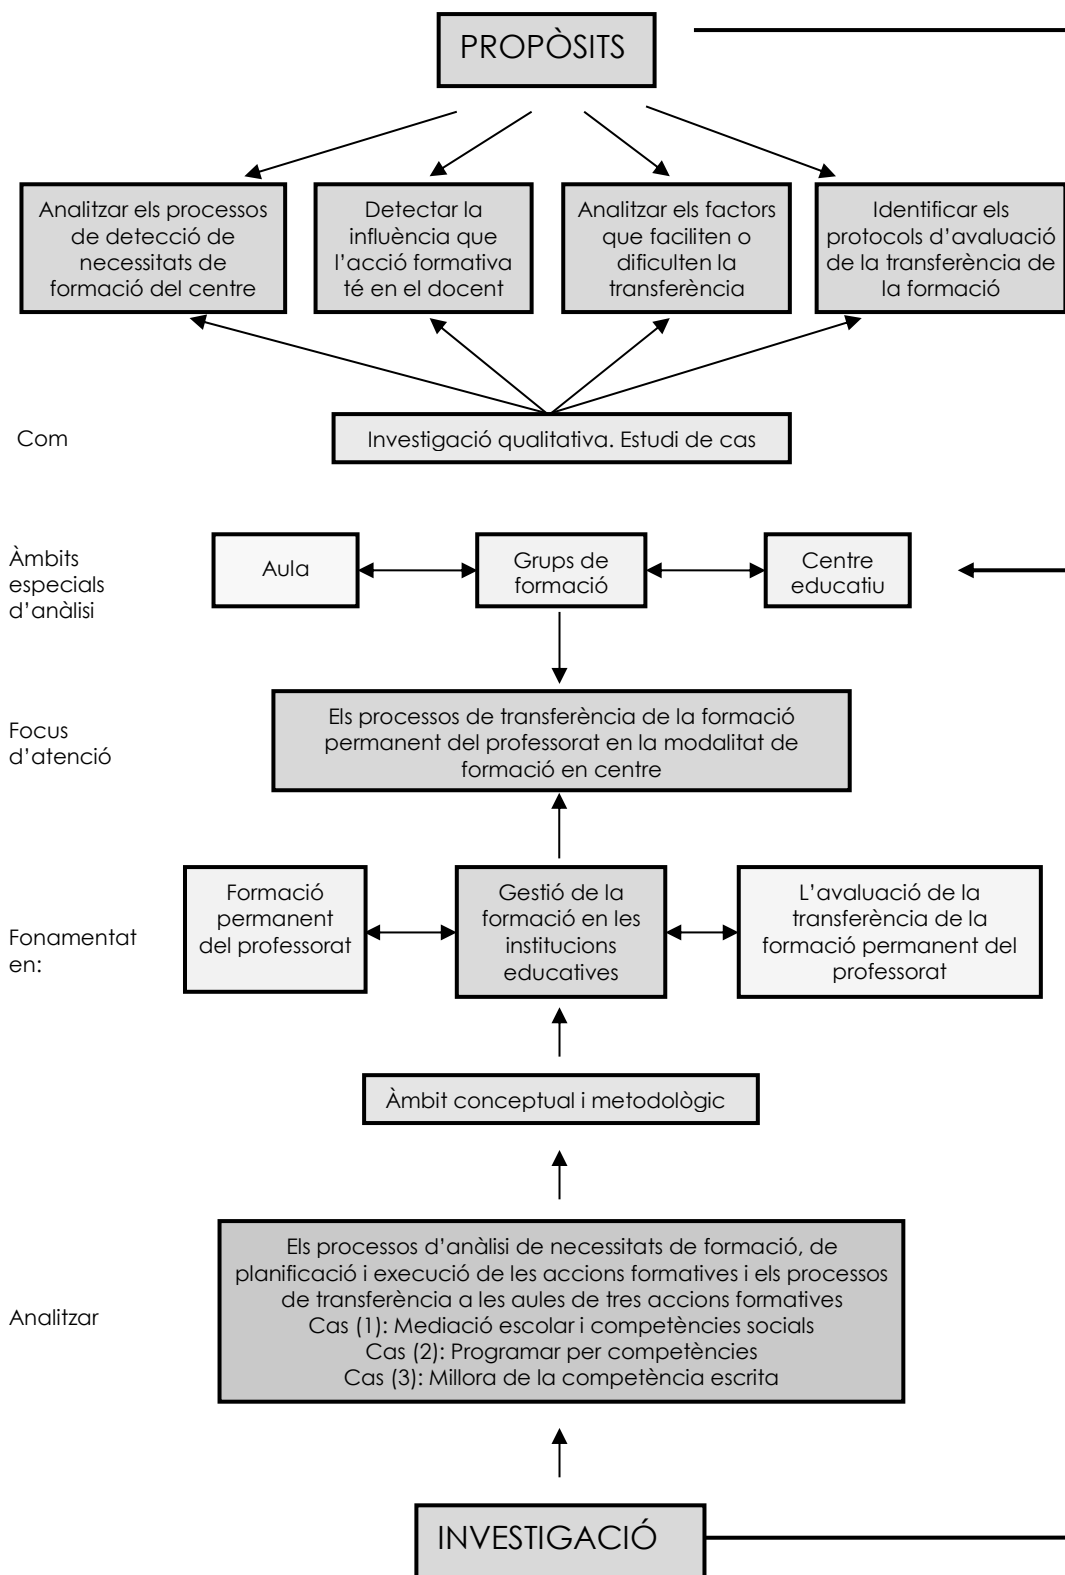 PROPÒSITS
Analitzar els processos
de detecció de
necessitats de
formació del centre
Detectar la
influència que
l'acció formativa
té en el docent
Analitzar els factors
que faciliten o
dificulten la
transferència
Identificar els
protocols d'avaluació
de la transferència de
la formació
Com
Investigació qualitativa. Estudi de cas
Àmbits
especials
d'anàlisi
Aula
Grups de
formació
Centre
educatiu
Focus
d'atenció
Els processos de transferència de la formació
permanent del professorat en la modalitat de
formació en centre
Fonamentat
en:
Formació
permanent
del professorat
Gestió de la
formació en les
institucions
educatives
L'avaluació de la
transferència de la
formació permanent del
professorat
Àmbit conceptual i metodològic
Analitzar
Els processos d'anàlisi de necessitats de formació, de
planificació i execució de les accions formatives i els processos
de transferència a les aules de tres accions formatives
Cas (1): Mediació escolar i competències socials
Cas (2): Programar per competències
Cas (3): Millora de la competència escrita
INVESTIGACIÓ